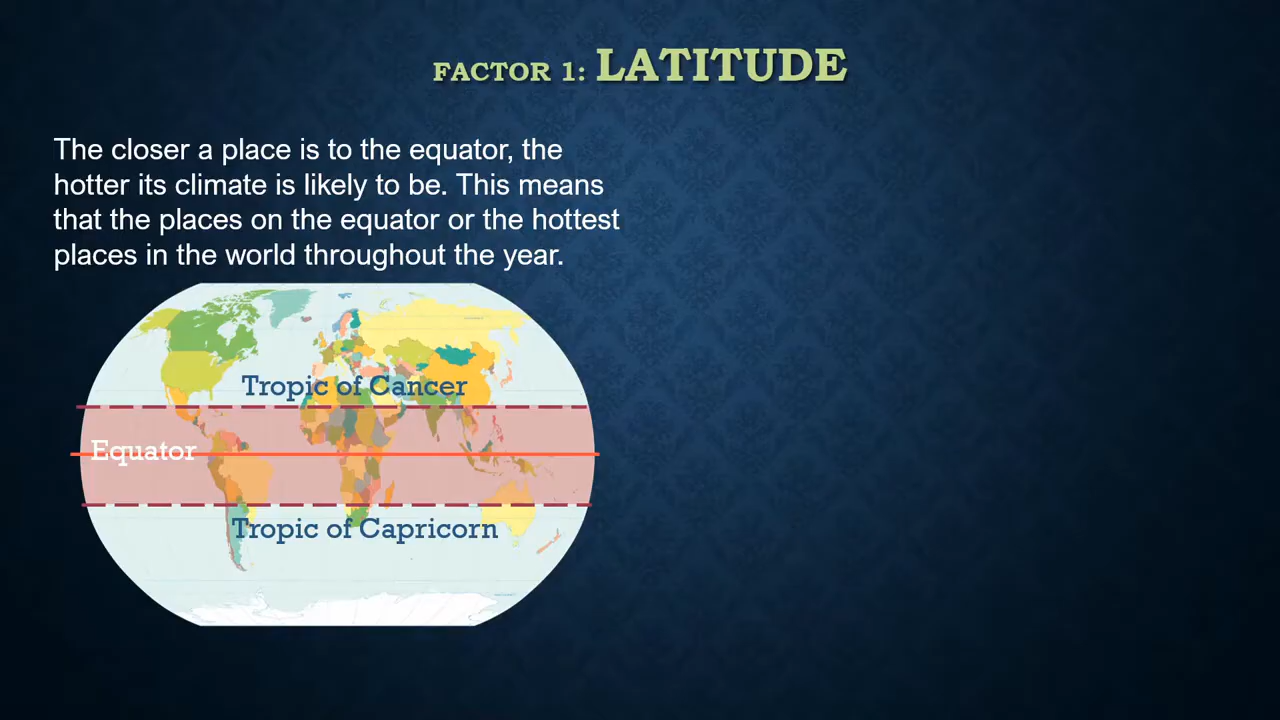 FACTOR 1: LATITUDE
The closer a place is to the equator, the
hotter its climate is likely to be. This means
that the places on the equator or the hottest
places in the world throughout the year.
Tropic of Cancer
Equator
Tropic of Capricorn